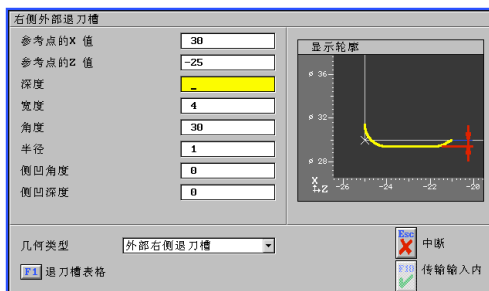 右侧外部退刀槽
参考点的X 值 30
参考点的Z 值 -25
深度 _
宽度 4
角度 30
半径 1
侧凹角度 0
侧凹深度 0
显示轮廓
ø 36
ø 32
ø 28
X
Z -26 -24 -22 -20
几何类型 外部右侧退刀槽
F1 退刀槽表格
Esc 中断
F10 传输输入内